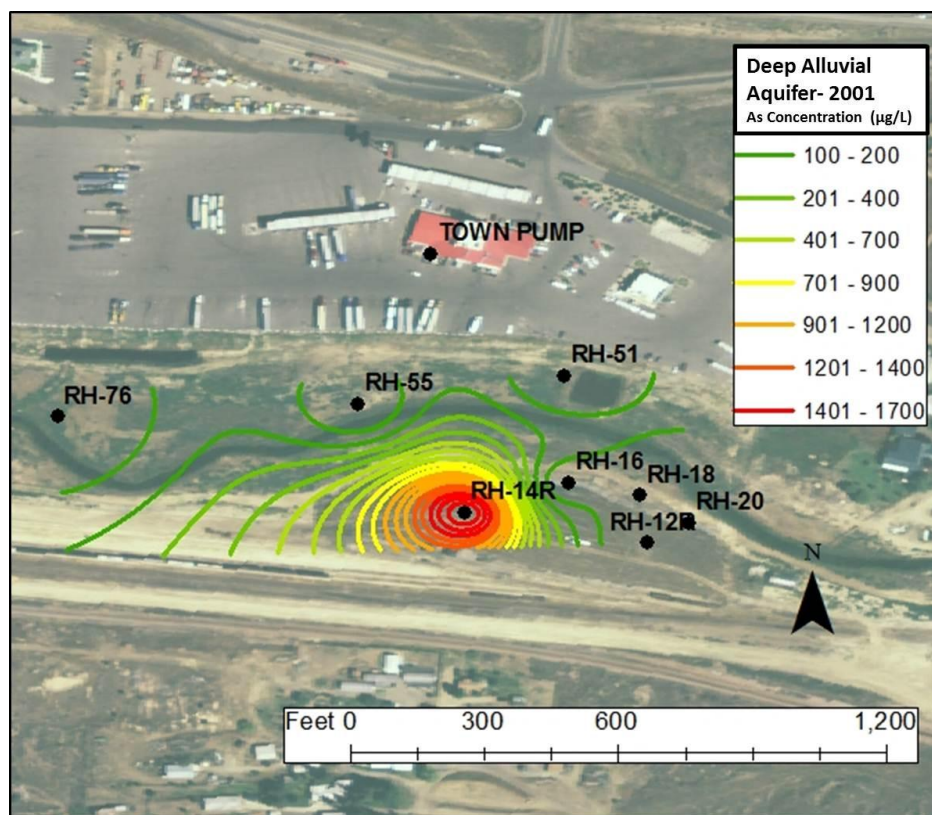 Deep Alluvial
Aquifer- 2001
As Concentration (µg/L)
100 - 200
201 - 400
401 - 700
701 - 900
901 - 1200
1201 - 1400
1401 - 1700
TOWN PUMP
RH-51
RH-55
RH-76
RH-16
RH-14R
RH-18
RH-20
RH-12R
N
Feet 0 300 600 1,200